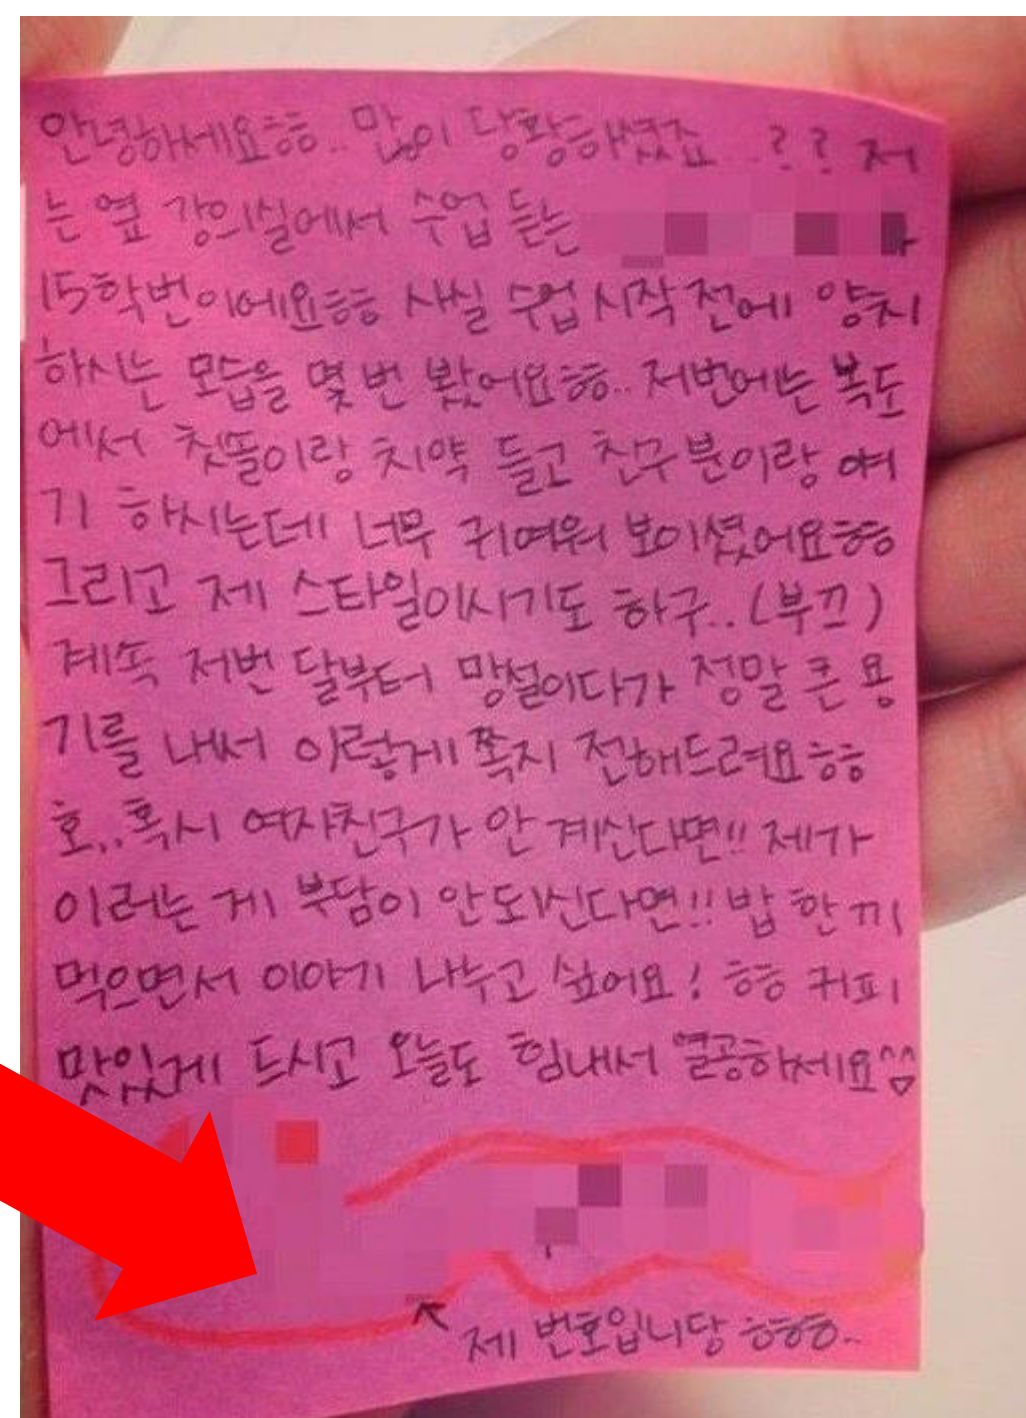 안녕하세요ㅎㅎ.. 많이 당황하셨죠..?? 저
는 옆 강의실에서 수업 듣는
15학번이에요ㅎㅎ 사실 수업 시작 전에 양치
하시는 모습을 몇 번 봤어요ㅎㅎ.. 저번에는 복도
에서 칫똘이랑 치약 들고 친구 분이랑 얘
기 하시는데 너무 귀여워 보이셨어요ㅎㅎ
그리고 제 스타일이시기도 하구..(부끄)
계속 저번 달부터 망설이다가 정말 큰 용
기를 내서 이렇게 쪽지 전해드려요ㅎㅎ
호..혹시 여자친구가 안 계신다면!! 제가
이러는 게 부담이 안되신다면!! 밥 한 끼
먹으면서 이야기 나누고 싶어요! ㅎㅎ 커피
맛있게 드시고 오늘도 힘내서 열공하세요^^
제 번호입니당 ㅎㅎㅎ..